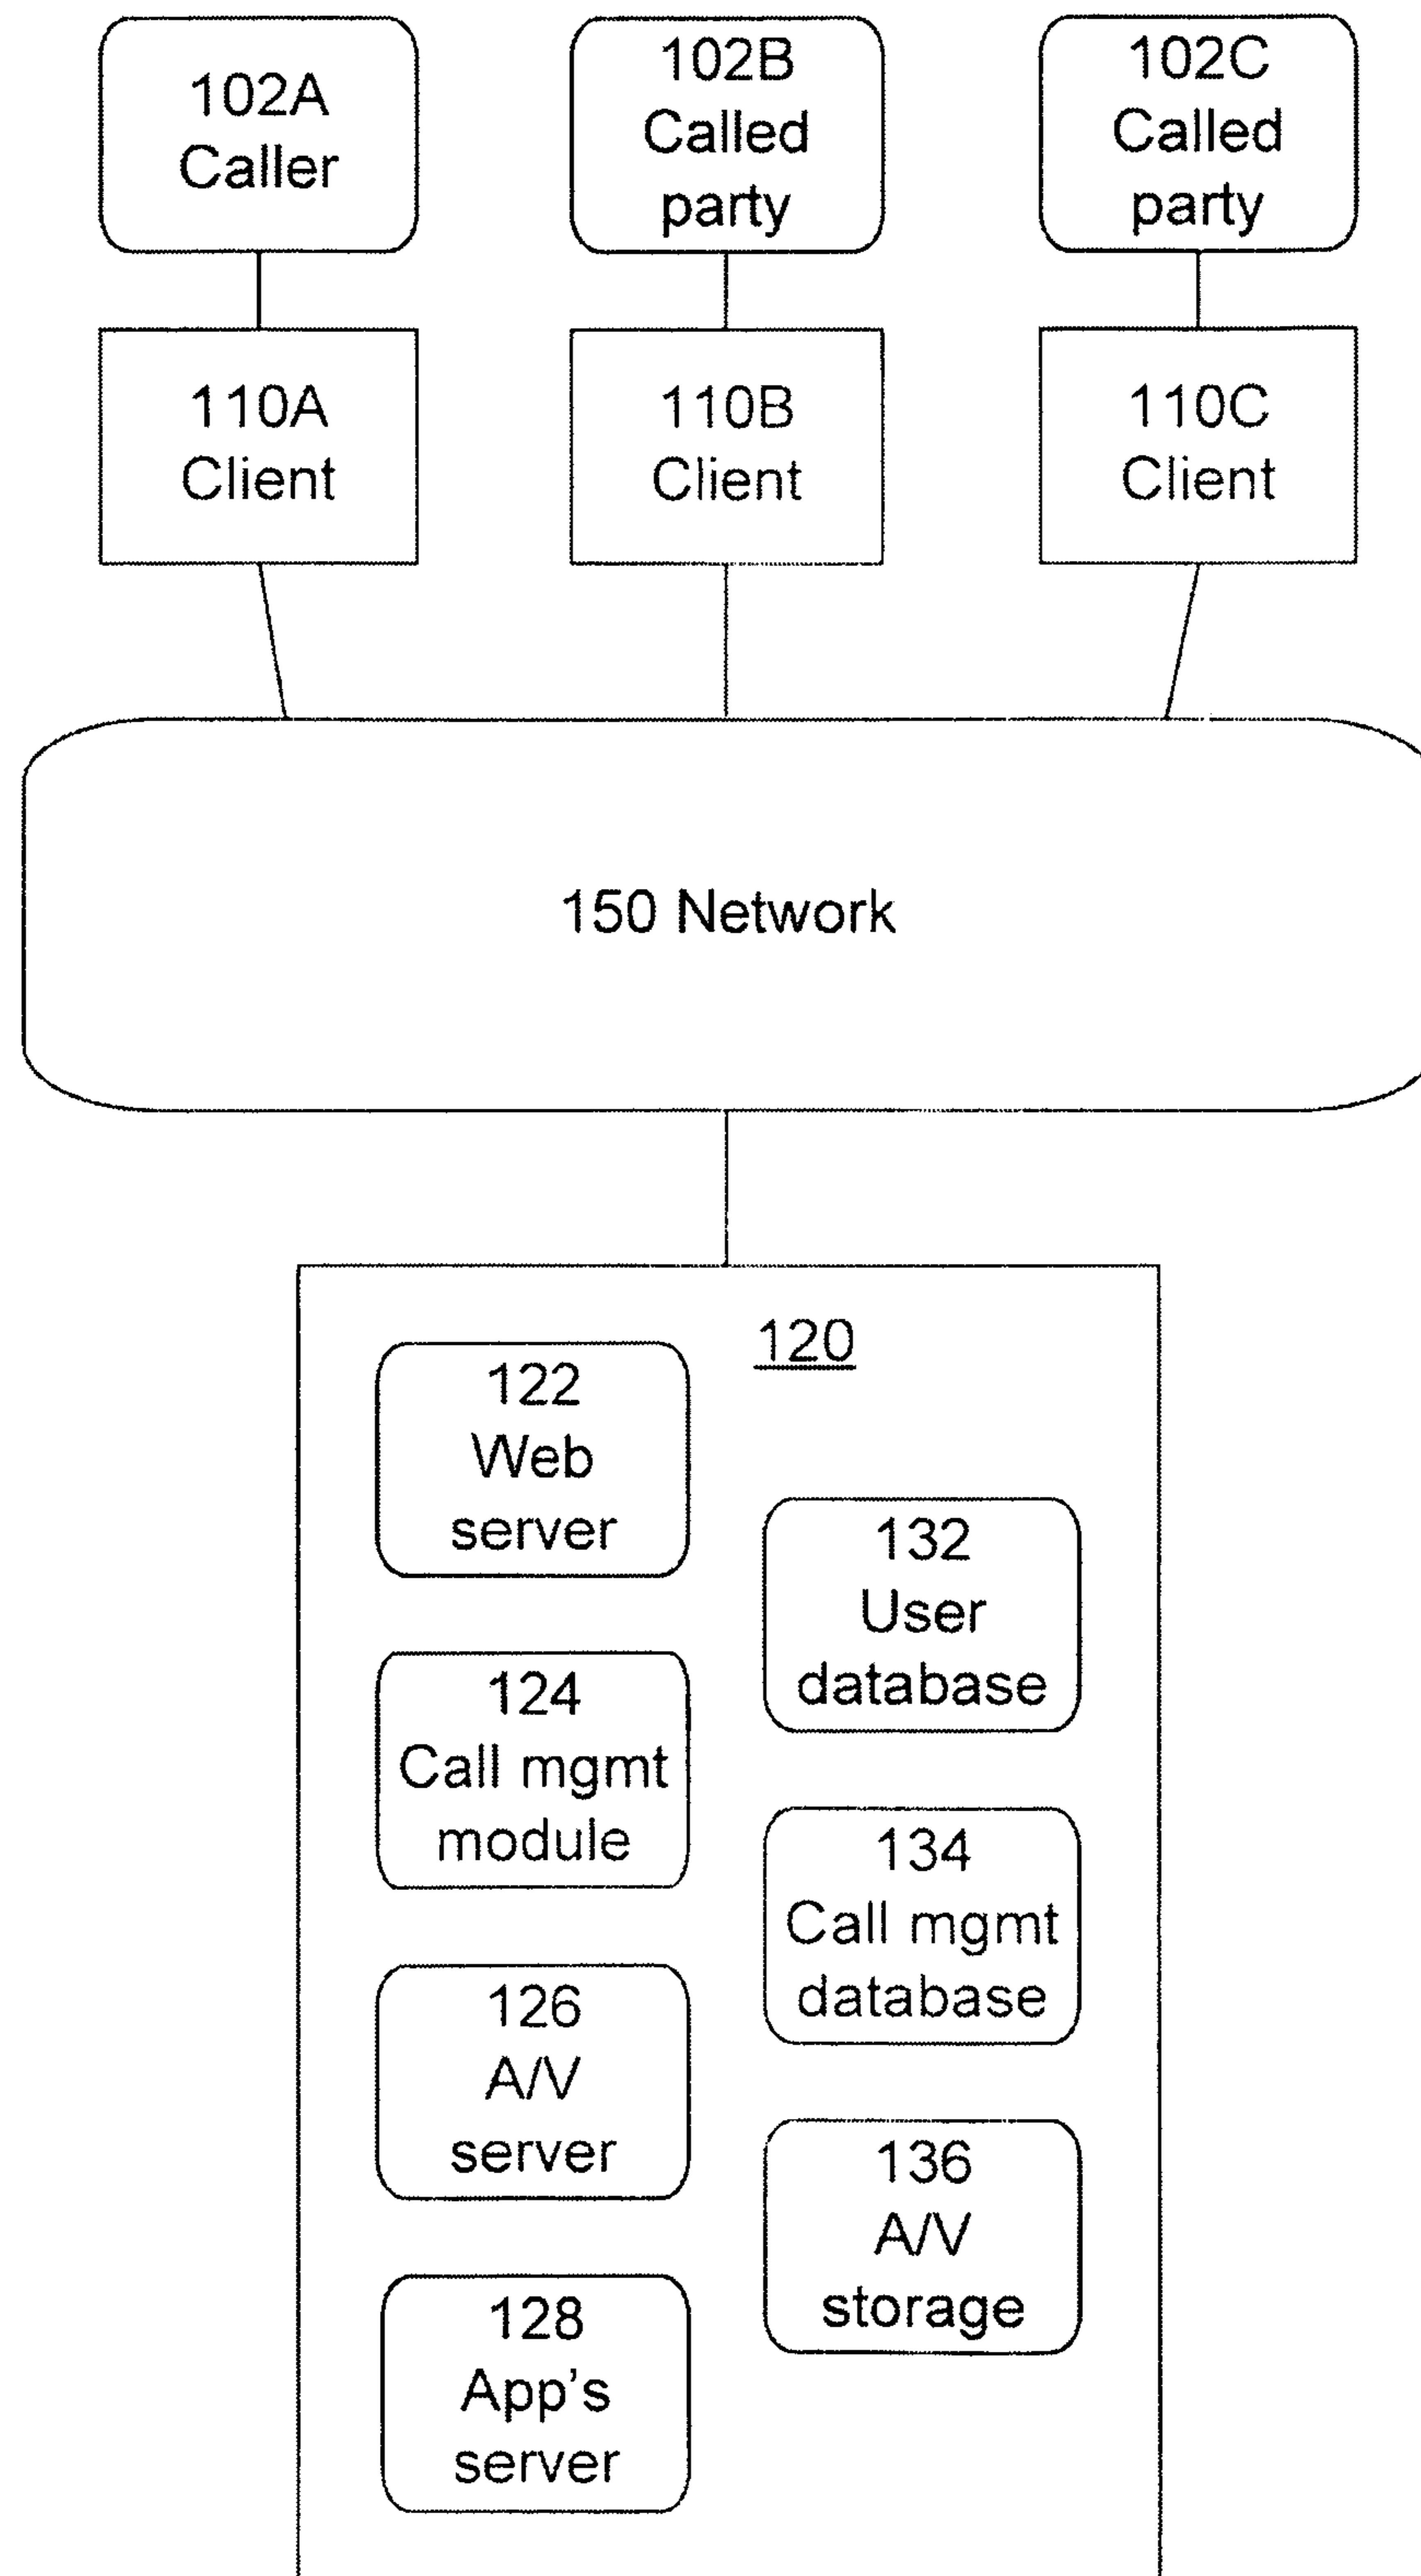 102A
Caller
102B
Called
party
102C
Called
party
110A
Client
110B
Client
110C
Client
150 Network
120
122
Web
server
132
User
database
124
Call mgmt
module
134
Call mgmt
database
126
A/V
server
136
A/V
storage
128
App's
server